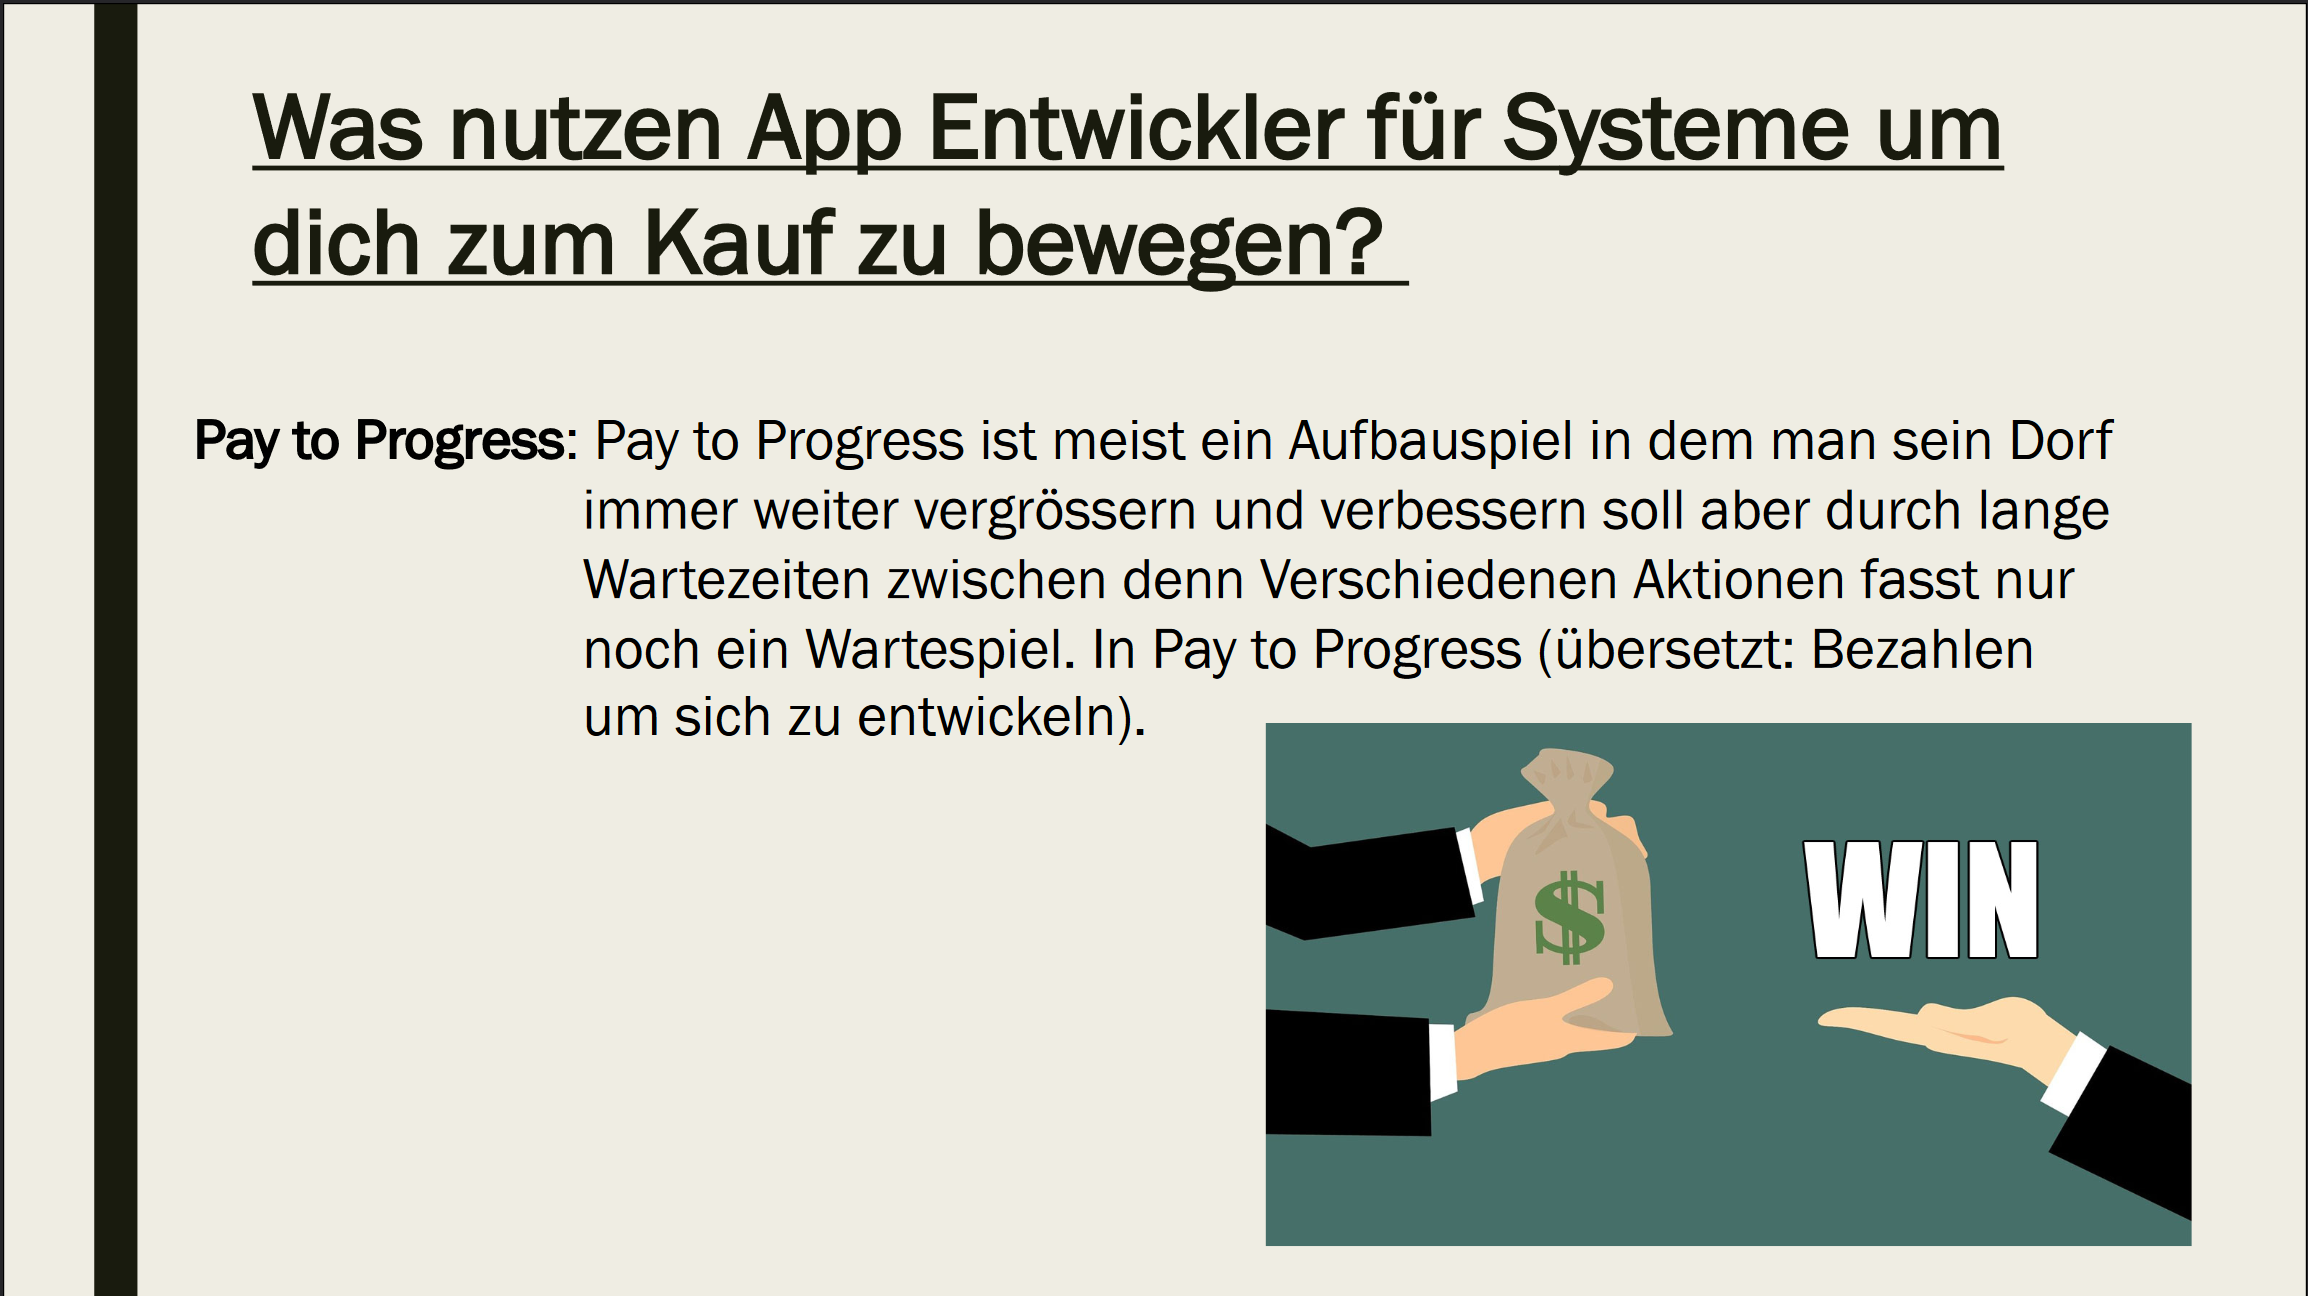 Was nutzen App Entwickler für Systeme um
dich zum Kauf zu bewegen?
Pay to Progress: Pay to Progress ist meist ein Aufbauspiel in dem man sein Dorf
immer weiter vergrössern und verbessern soll aber durch lange
Wartezeiten zwischen denn Verschiedenen Aktionen fasst nur
noch ein Wartespiel. In Pay to Progress (übersetzt: Bezahlen
um sich zu entwickeln).
$
WIN